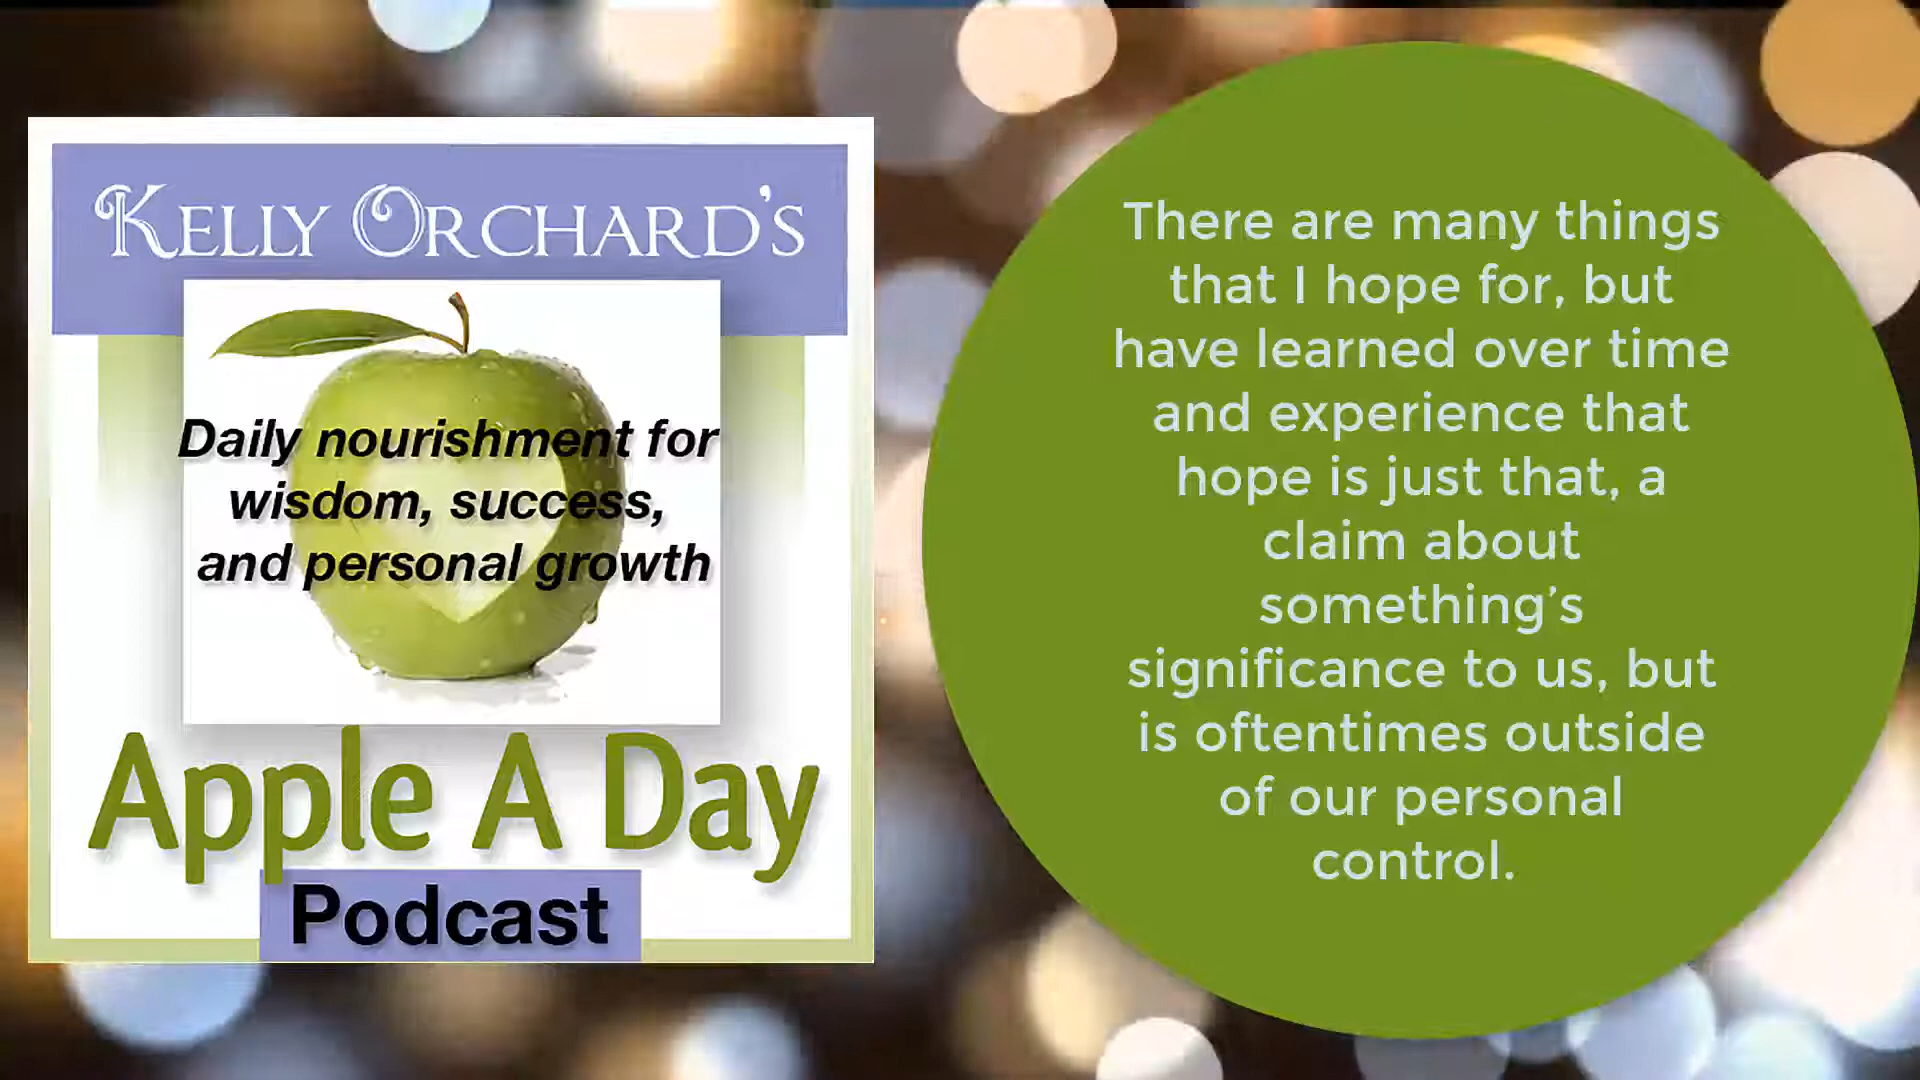 KELLY ORCHARD'S
Daily nourishment for
wisdom, success,
and personal growth
Apple A Day
Podcast
There are many things
that I hope for, but
have learned over time
and experience that
hope is just that, a
claim about
something’s
significance to us, but
is oftentimes outside
of our personal
control.